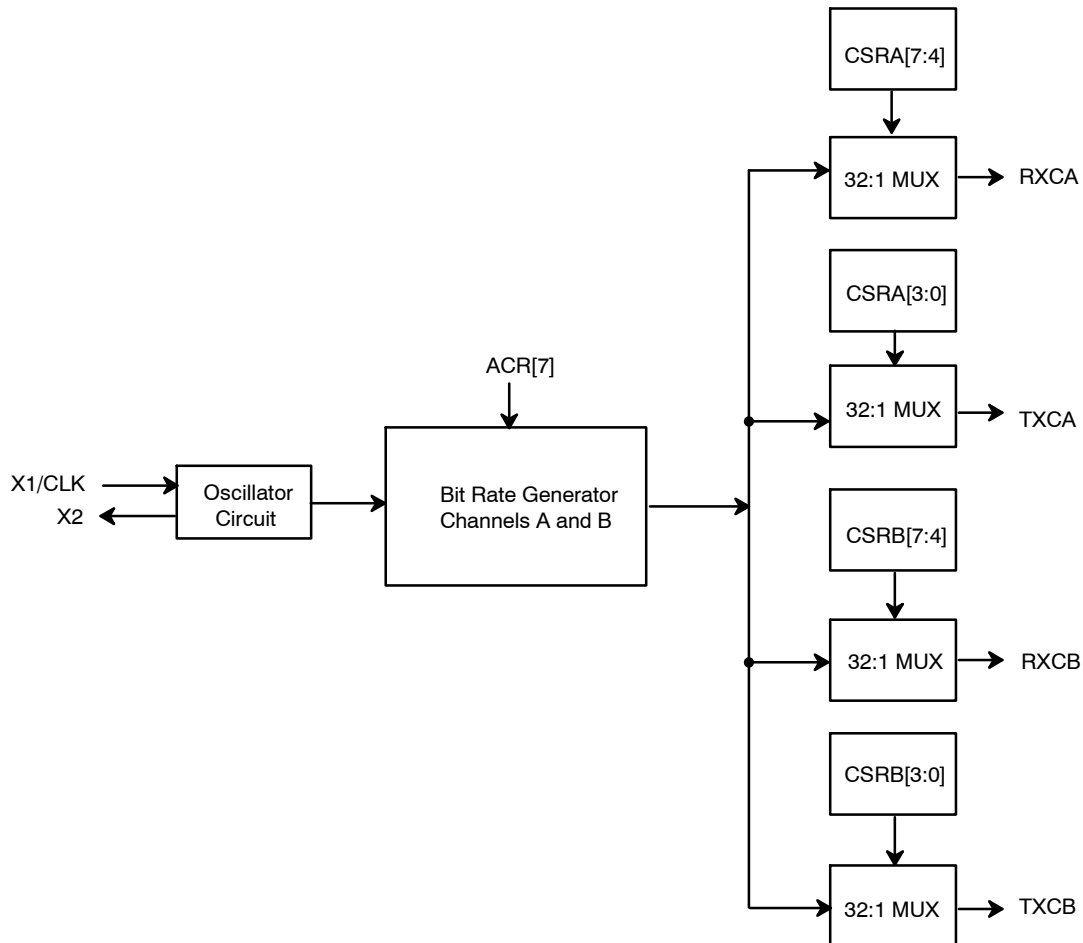 CSRA[7:4]
32:1 MUX
RXCA
CSRA[3:0]
ACR[7]
32:1 MUX
TXCA
X1/CLK
X2
Oscillator
Circuit
Bit Rate Generator
Channels A and B
CSRB[7:4]
32:1 MUX
RXCB
CSRB[3:0]
32:1 MUX
TXCB